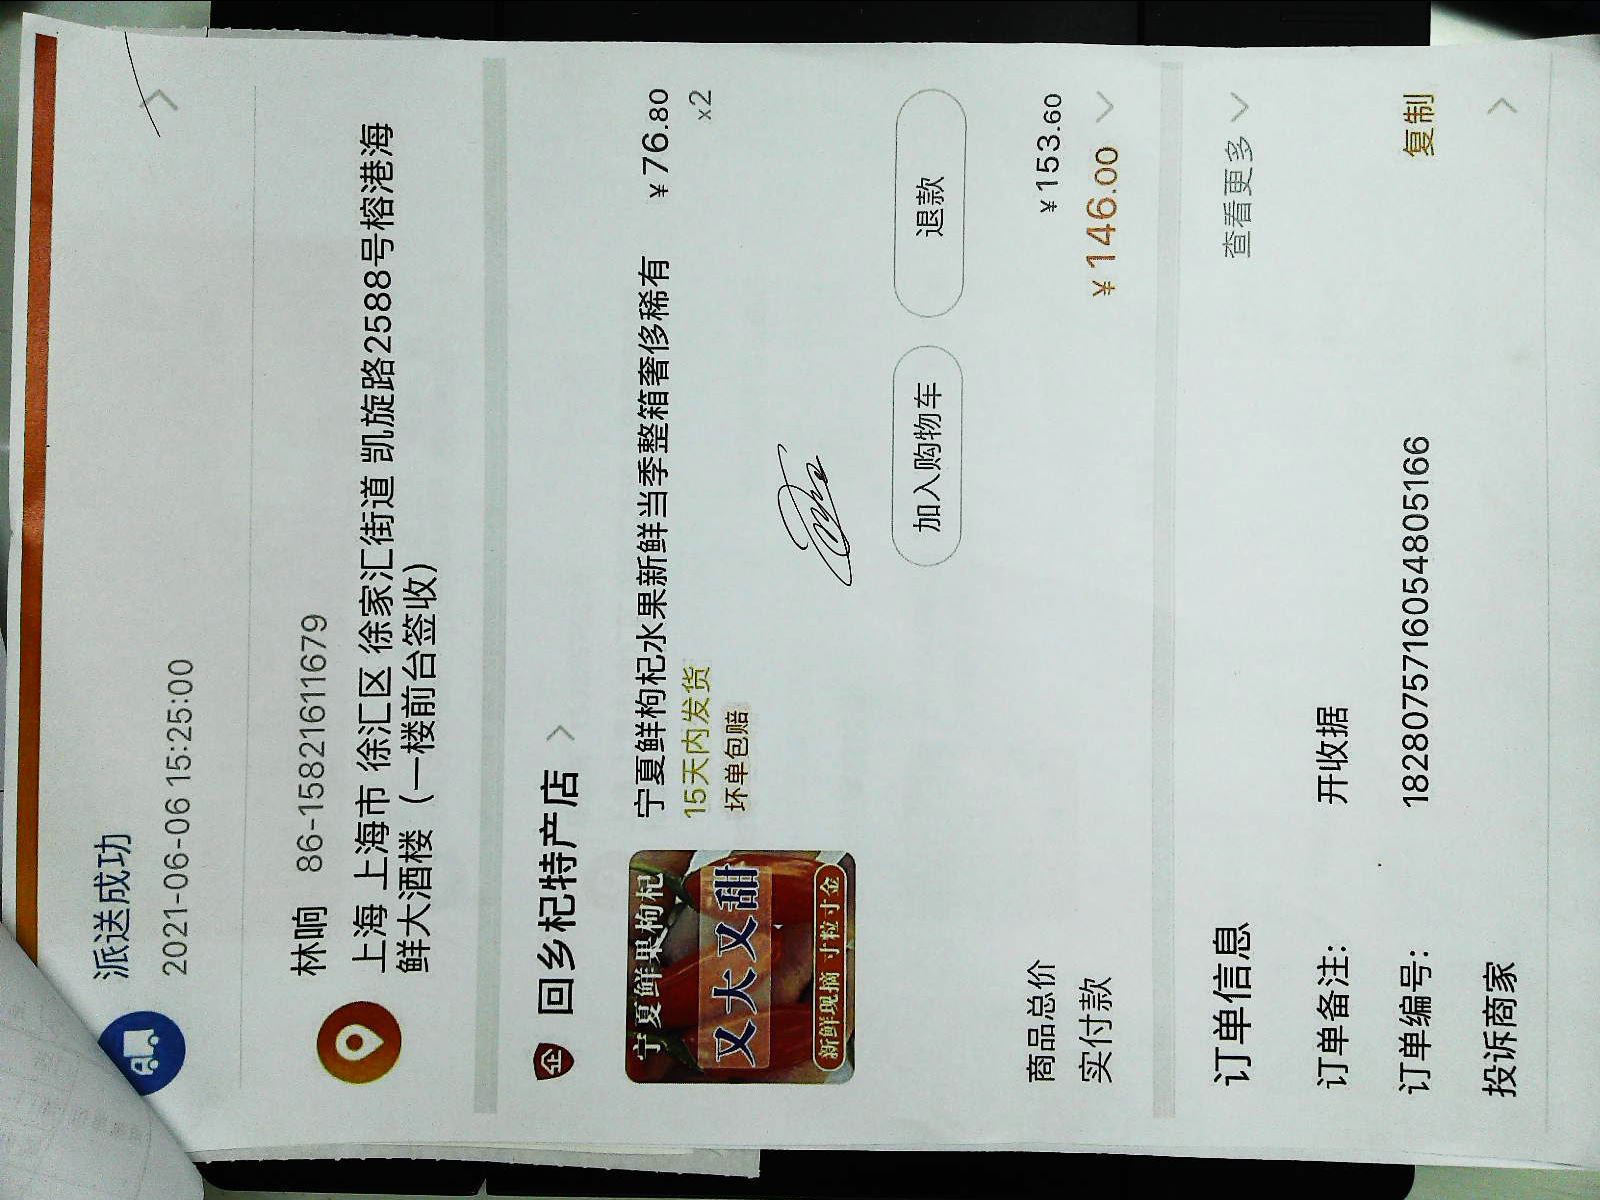 派送成功
2021-06-06 15:25:00
林响 86-15821611679
上海 上海市 徐汇区 徐家汇街道 凯旋路2588号榕港海
鲜大酒楼（一楼前台签收）
企 回乡杞特产店
宁夏鲜果枸杞
又大又甜
新鲜现摘 寸粒寸金
宁夏鲜枸杞水果新鲜当季整箱奢侈稀有 ¥76.80
15天内发货 x2
坏单包赔
加入购物车 退款
商品总价 ¥153.60
实付款 ¥146.00
订单信息 查看更多
订单备注: 开收据
订单编号: 1828075716054805166 复制
投诉商家